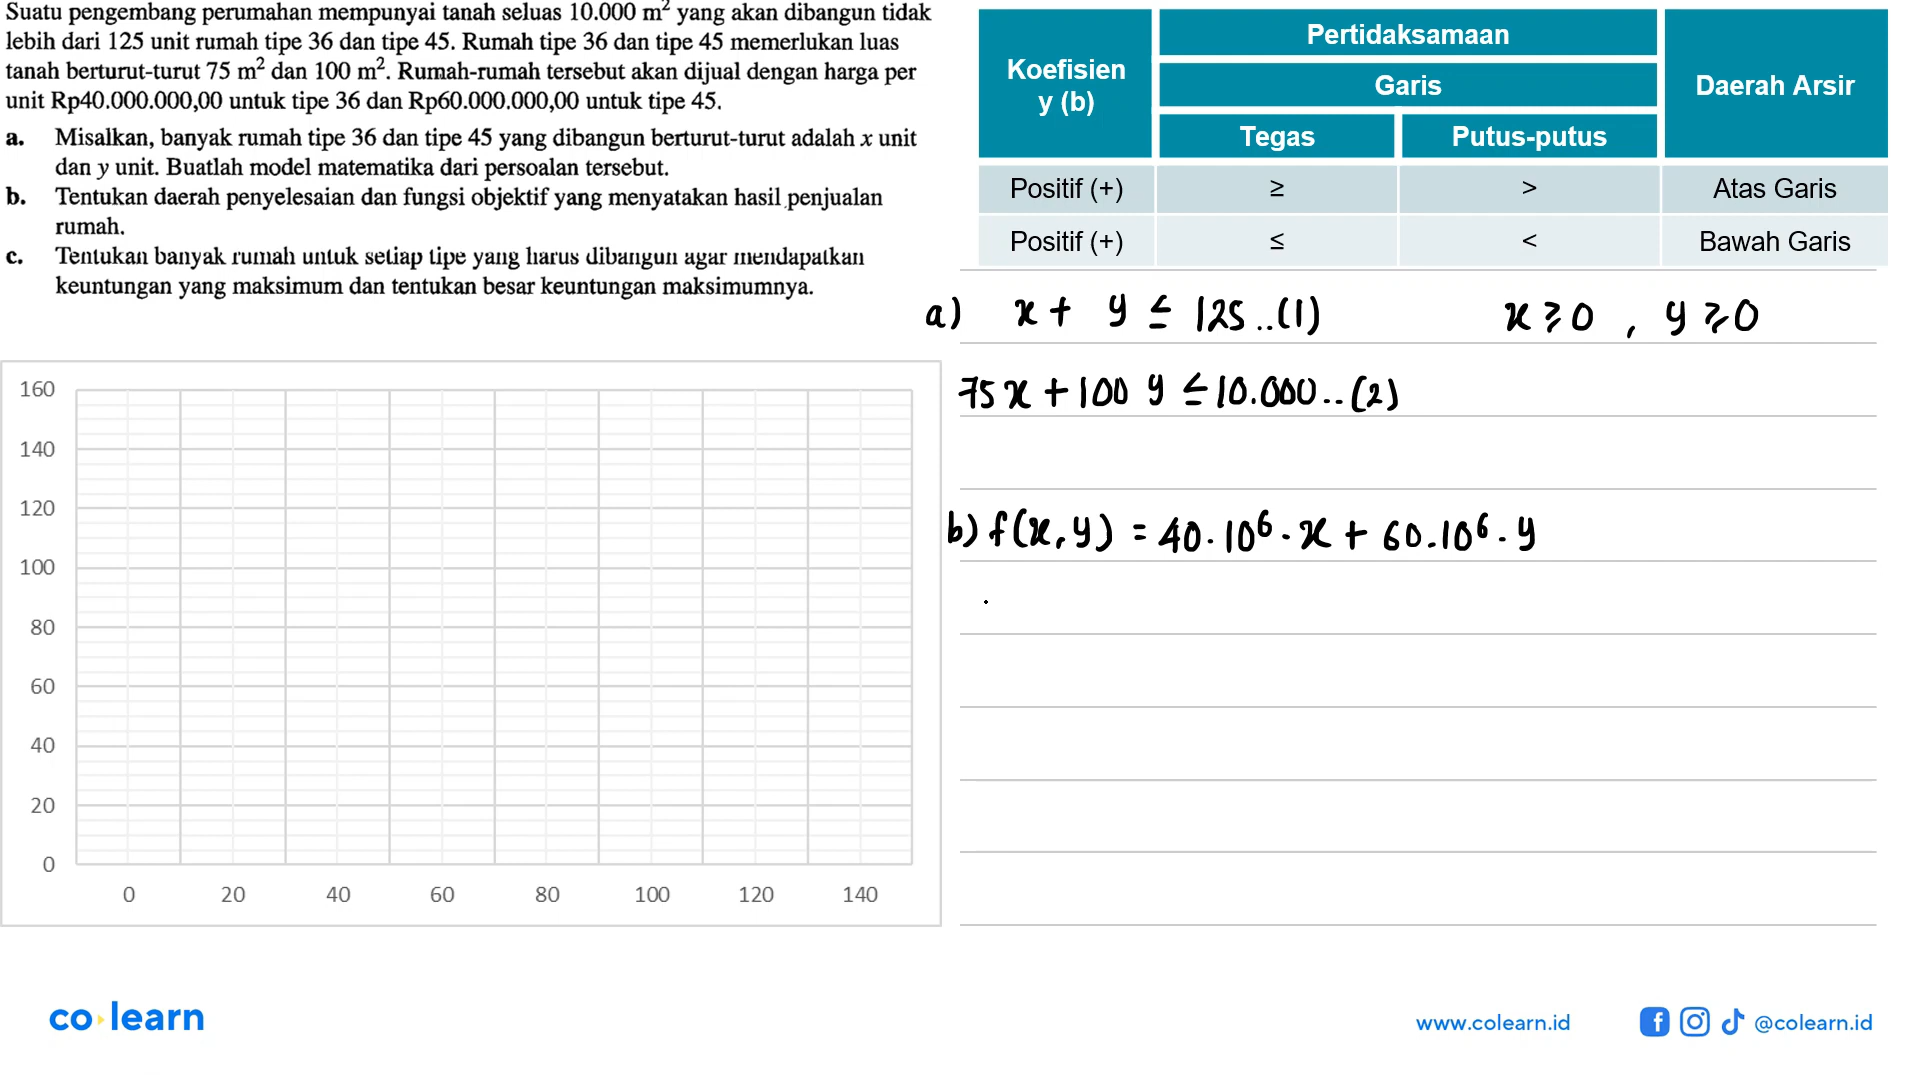 Suatu pengembang perumahan mempunyai tanah seluas 10.000 m² yang akan dibangun tidak
lebih dari 125 unit rumah tipe 36 dan tipe 45. Rumah tipe 36 dan tipe 45 memerlukan luas
tanah berturut-turut 75 m² dan 100 m². Rumah-rumah tersebut akan dijual dengan harga per
unit Rp40.000.000,00 untuk tipe 36 dan Rp60.000.000,00 untuk tipe 45.
a. Misalkan, banyak rumah tipe 36 dan tipe 45 yang dibangun berturut-turut adalah x unit
dan y unit. Buatlah model matematika dari persoalan tersebut.
b. Tentukan daerah penyelesaian dan fungsi objektif yang menyatakan hasil penjualan
rumah.
c. Tentukan banyak rumah untuk setiap tipe yang harus dibangun agar mendapatkan
keuntungan yang maksimum dan tentukan besar keuntungan maksimumnya.
Koefisien
y (b)
Pertidaksamaan
Garis
Tegas Putus-putus
Daerah Arsir
Positif (+) ≥ > Atas Garis
Positif (+) ≤ < Bawah Garis
a) x + y ≤ 125 ..(1) x ≥ 0 , y ≥ 0
75x + 100 y ≤ 10.000 .. (2)
b) f(x,y) = 40.10⁶.x + 60.10⁶.y
160
140
120
100
80
60
40
20
0
0 20 40 60 80 100 120 140
co learn
www.colearn.id @colearn.id